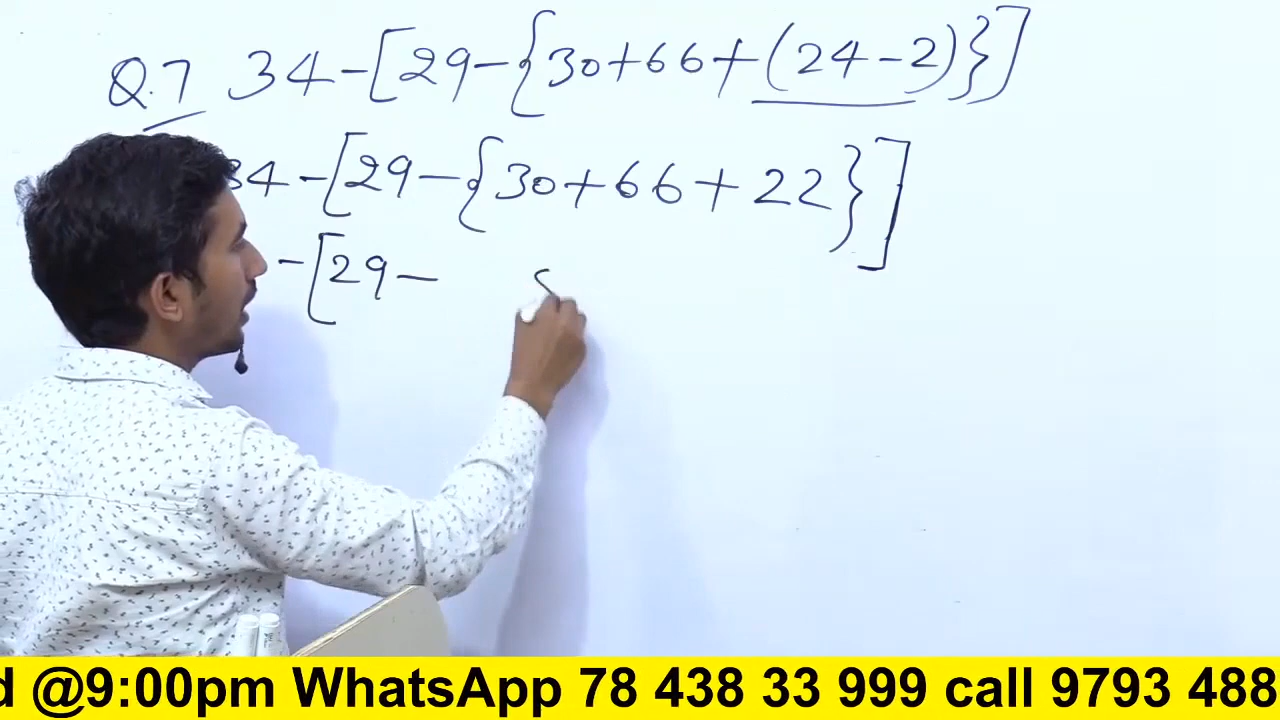 Q.7 34-[29-{30+66+(24-2)}]
34-[29-{30+66+22}]
-[29-
@9:00pm WhatsApp 78 438 33 999 call 9793 488